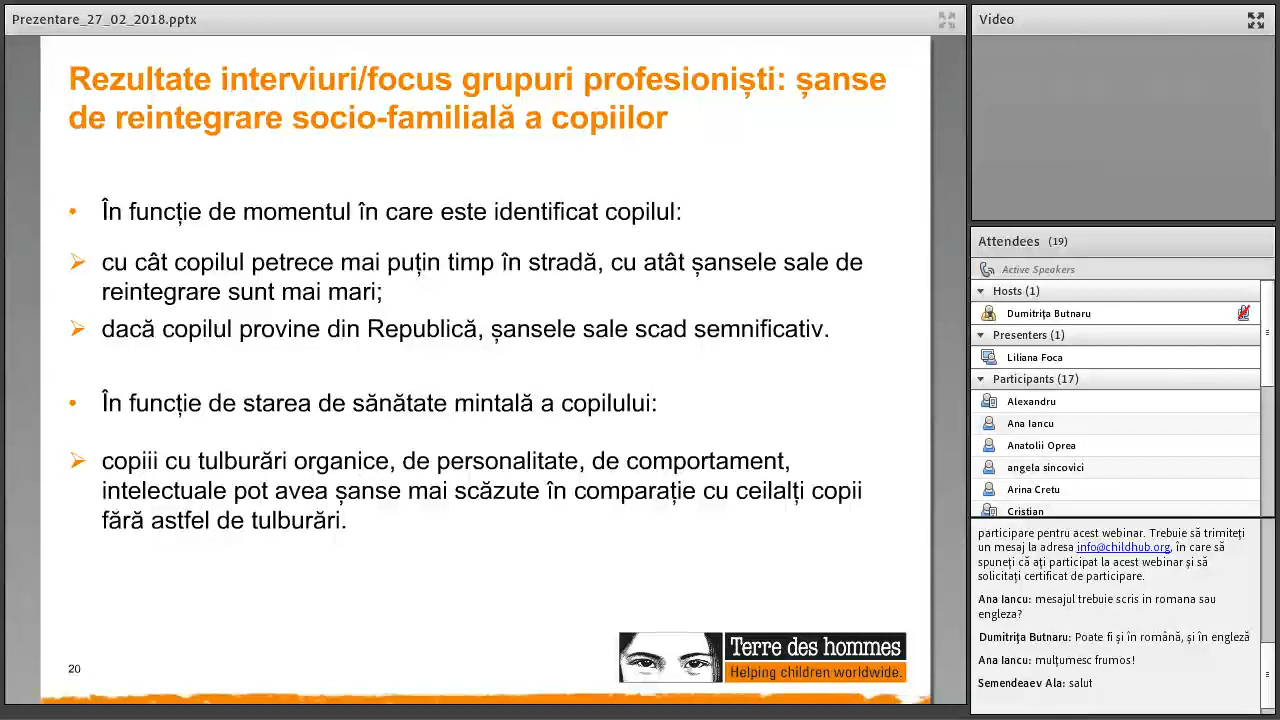 Prezentare_27_02_2018.pptx
Rezultate interviuri/focus grupuri profesioniști: șanse
de reintegrare socio-familială a copiilor
• În funcție de momentul în care este identificat copilul:
cu cât copilul petrece mai puțin timp în stradă, cu atât șansele sale de
reintegrare sunt mai mari;
dacă copilul provine din Republică, șansele sale scad semnificativ.
• În funcție de starea de sănătate mintală a copilului:
copiii cu tulburări organice, de personalitate, de comportament,
intelectuale pot avea șanse mai scăzute în comparație cu ceilalți copii
fără astfel de tulburări.
20
Terre des hommes
Helping children worldwide.
Video
Attendees (19)
Active Speakers
Hosts (1)
Dumitrița Butnaru
Presenters (1)
Liliana Foca
Participants (17)
Alexandru
Ana Iancu
Anatolii Oprea
angela sincovici
Arina Cretu
Cristian
participare pentru acest webinar. Trebuie să trimiteți
un mesaj la adresa info@childhub.org, în care să
spuneți că ați participat la acest webinar și să
solicitați certificat de participare.
Ana Iancu: mesajul trebuie scris in romana sau
engleza?
Dumitrița Butnaru: Poate fi și în română, și în engleză
Ana Iancu: mulțumesc frumos!
Semendeaev Ala: salut